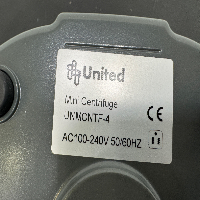 United
Mini Centrifuge
UNMCNTF-4
CE
AC100-240V 50/60HZ